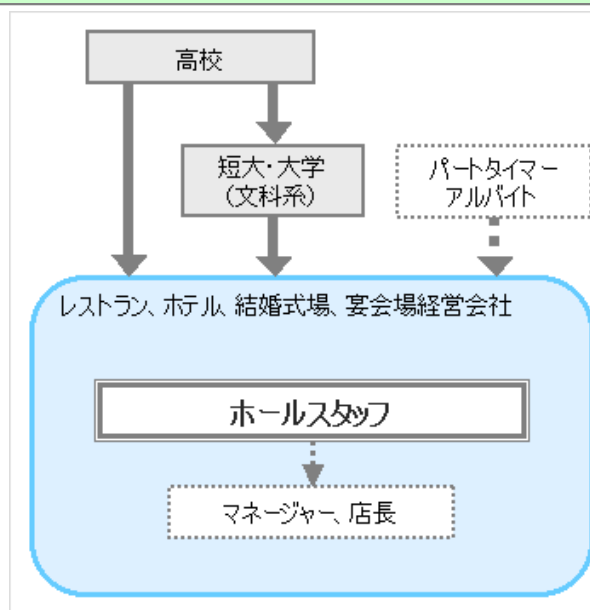 高校
短大・大学
(文科系)
パートタイマー
アルバイト
レストラン、ホテル、結婚式場、宴会場経営会社
ホールスタッフ
マネージャー、店長